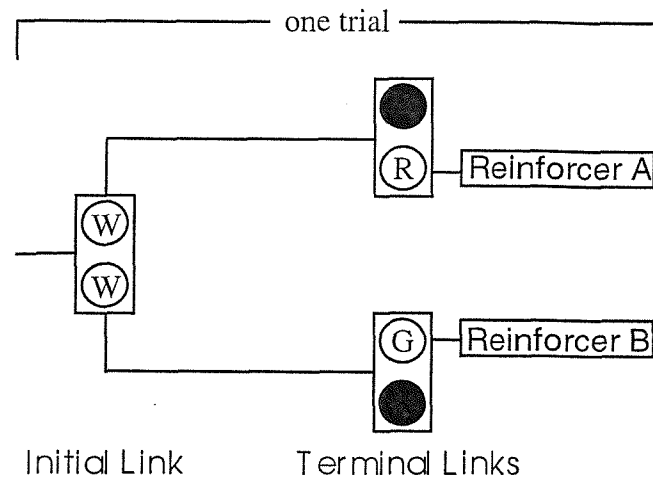 one trial
R
Reinforcer A
W
W
G
Reinforcer B
Initial Link
Terminal Links